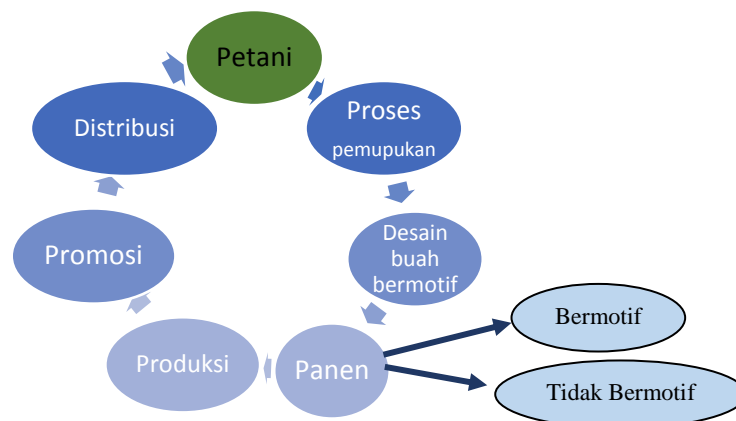 Petani
Proses
pemupukan
Desain
buah
bermotif
Panen
Bermotif
Tidak Bermotif
Produksi
Promosi
Distribusi